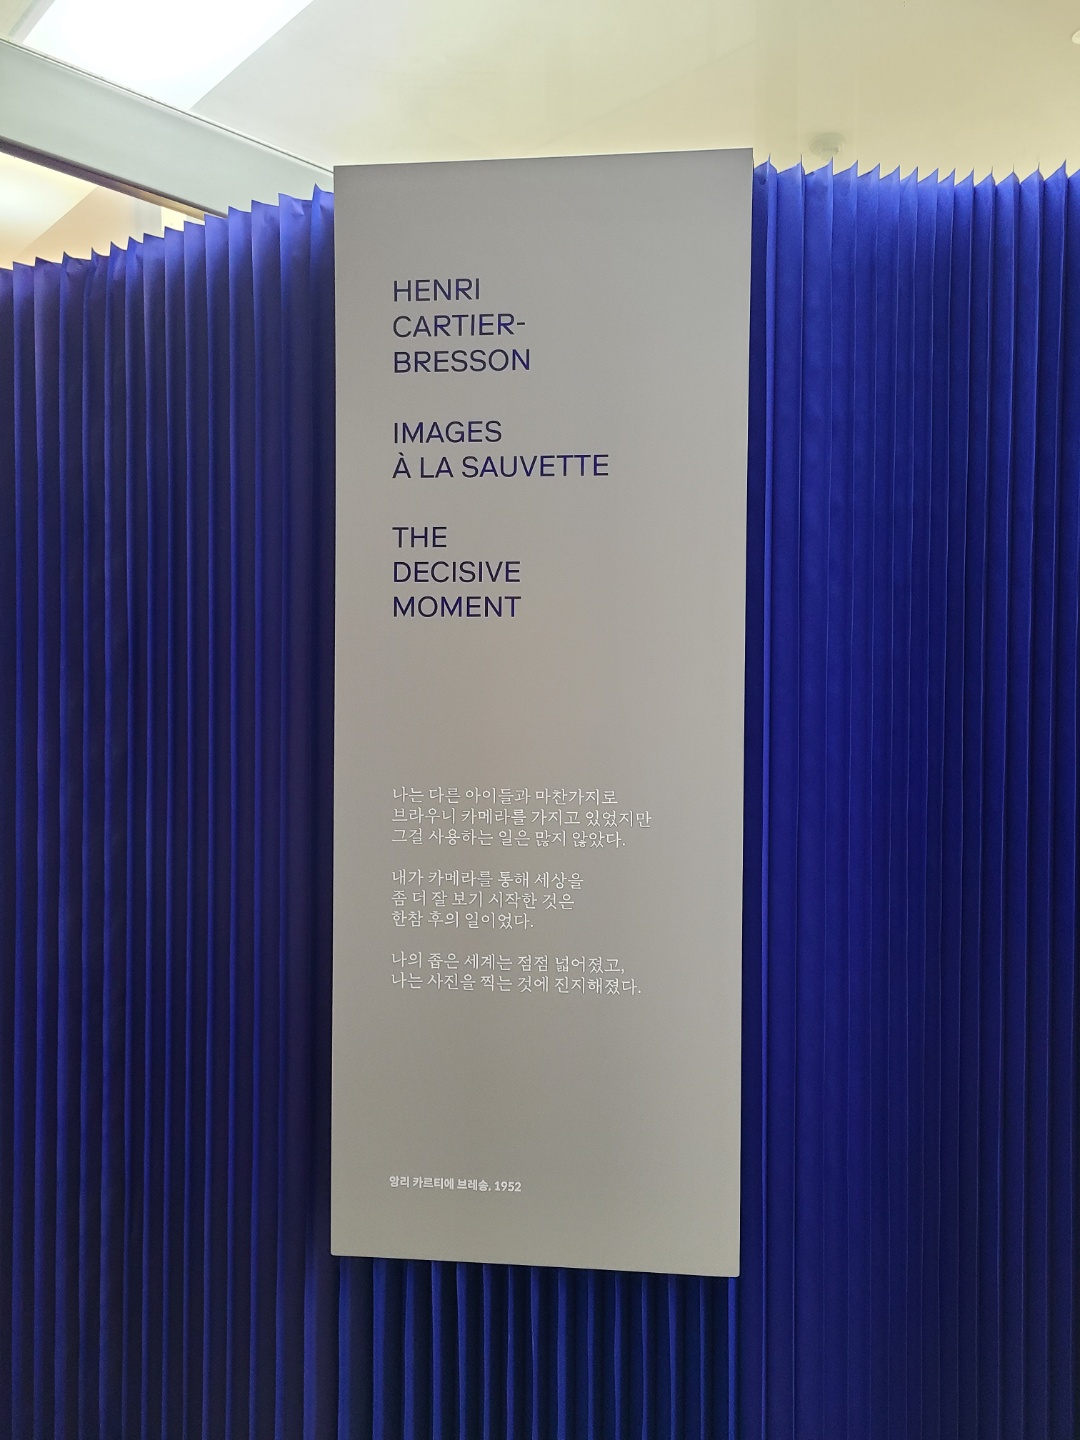 HENRI
CARTIER-
BRESSON
IMAGES
À LA SAUVETTE
THE
DECISIVE
MOMENT
나는 다른 아이들과 마찬가지로
브라우니 카메라를 가지고 있었지만
그걸 사용하는 일은 많지 않았다.
내가 카메라를 통해 세상을
좀 더 잘 보기 시작한 것은
한참 후의 일이었다.
나의 좁은 세계는 점점 넓어졌고,
나는 사진을 찍는 것에 진지해졌다.
앙리 카르티에 브레송, 1952